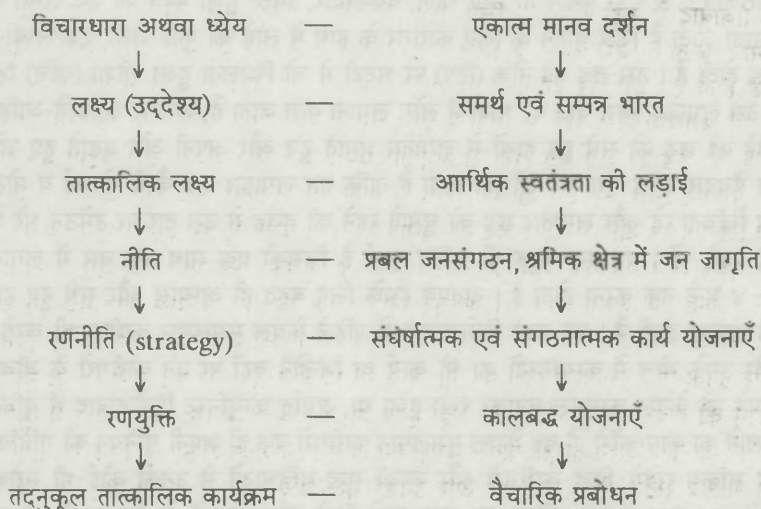 विचारधारा अथवा ध्येय — एकात्म मानव दर्शन
↓ ↓
लक्ष्य (उद्देश्य) — समर्थ एवं सम्पन्न भारत
↓ ↓
तात्कालिक लक्ष्य — आार्थिक स्वतंत्रता की लड़ाई
↓ ↓
नीति — प्रबल जनसंगठन, श्रमिक क्षेत्र में जन जागृति
↓ ↓
रणनीति (strategy) — संघर्षात्मक एवं संगठनात्मक कार्य योजनाएँ
↓ ↓
रणयुक्ति — कालबद्ध योजनाएँ
↓ ↓
तदनुकूल तात्कालिक कार्यक्रम — वैचारिक प्रबोधन